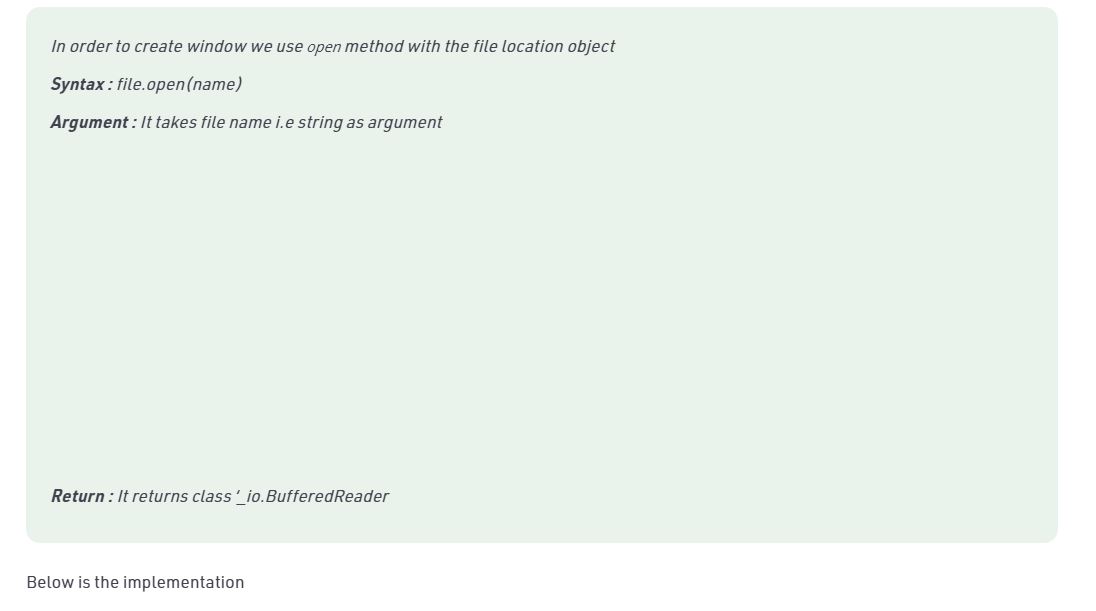 In order to create window we use open method with the file location object
Syntax : file.open(name)
Argument : It takes file name i.e string as argument
Return : It returns class '_io.BufferedReader
Below is the implementation